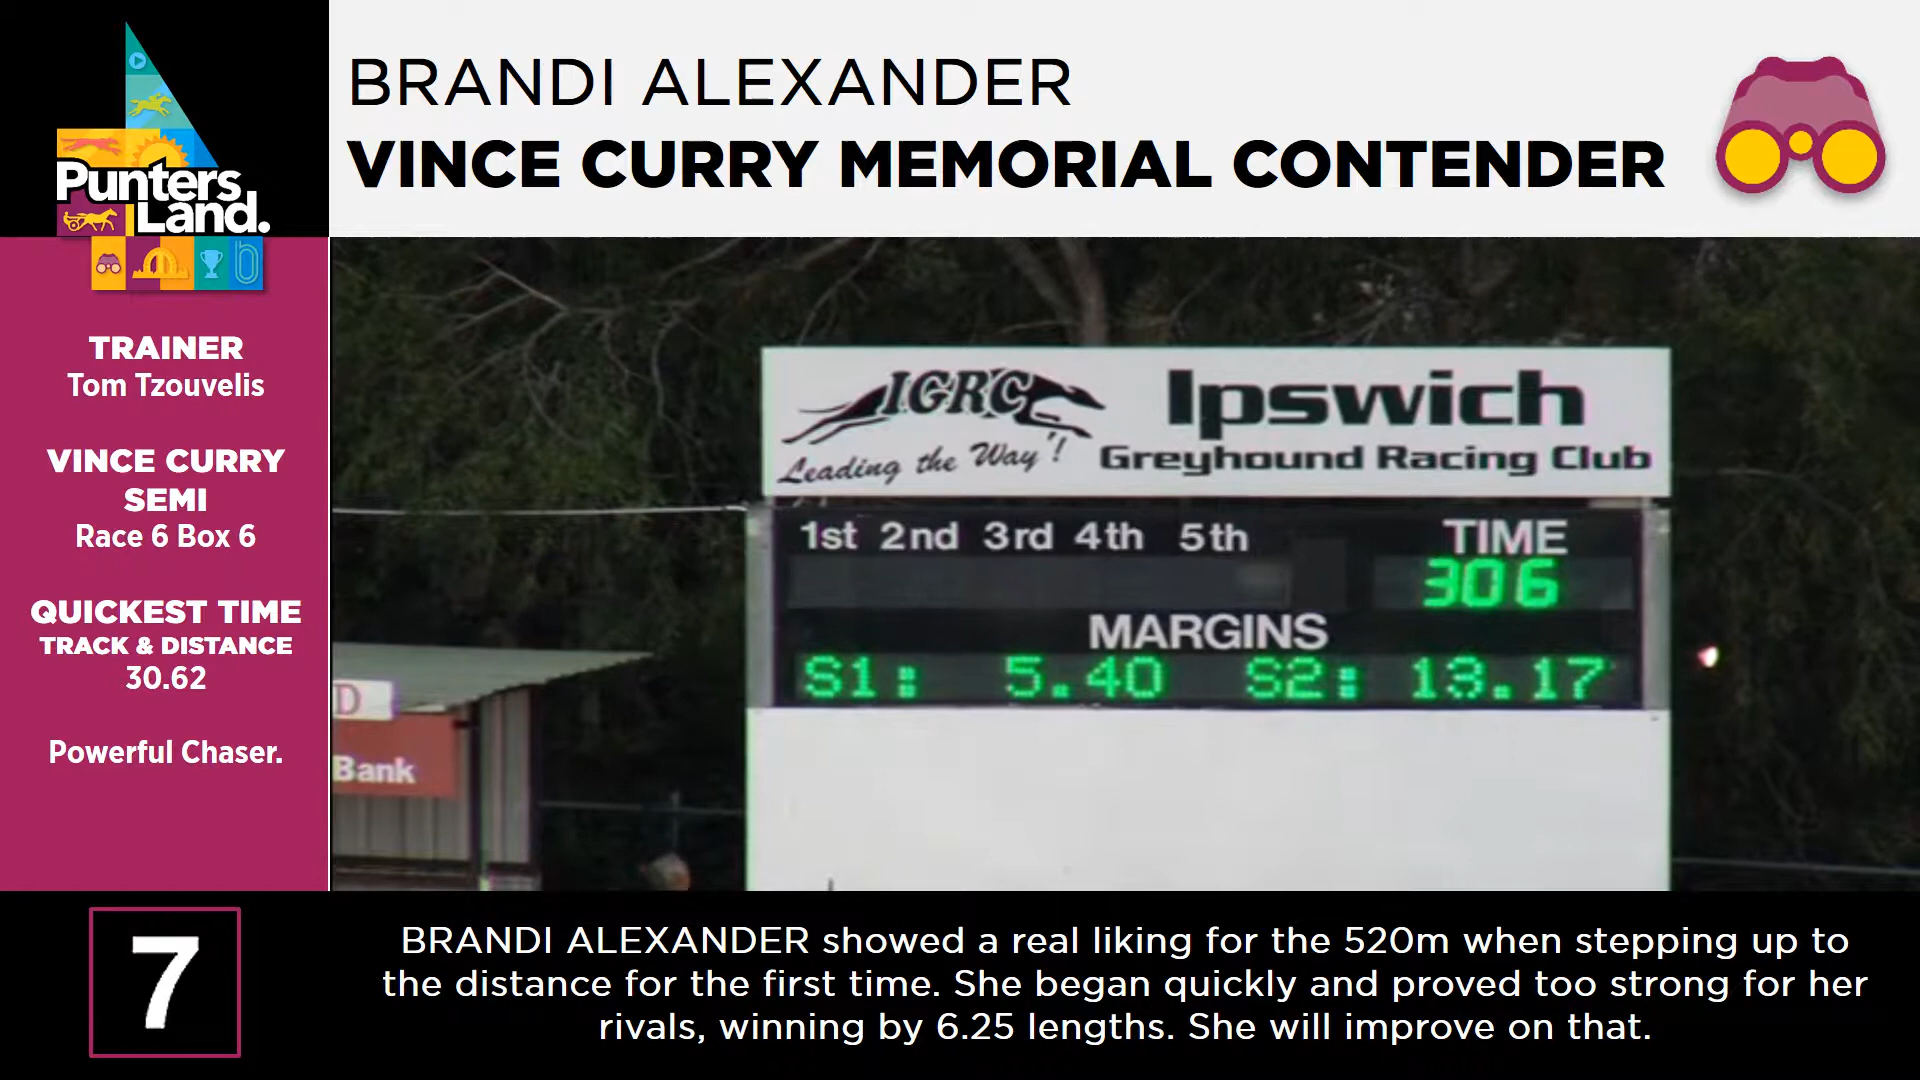 Punters
Land.
BRANDI ALEXANDER
VINCE CURRY MEMORIAL CONTENDER
TRAINER
Tom Tzouvelis
VINCE CURRY
SEMI
Race 6 Box 6
QUICKEST TIME
TRACK & DISTANCE
30.62
Powerful Chaser.
IGRC
Leading the Way!
Ipswich
Greyhound Racing Club
1st 2nd 3rd 4th 5th TIME
306
MARGINS
S1: 5.40 S2: 13.17
D
Bank
7
BRANDI ALEXANDER showed a real liking for the 520m when stepping up to
the distance for the first time. She began quickly and proved too strong for her
rivals, winning by 6.25 lengths. She will improve on that.